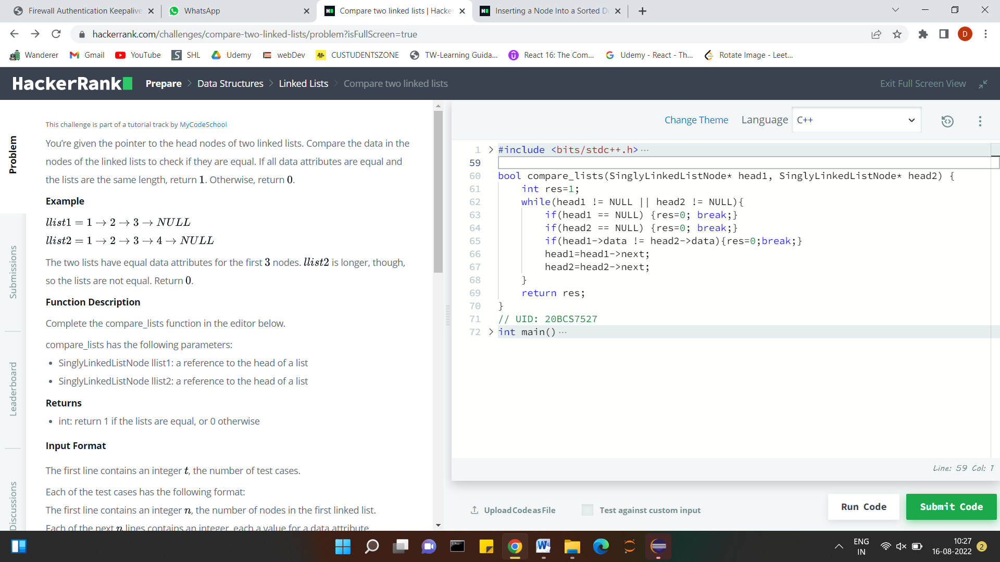 Firewall Authentication Keepalive
WhatsApp
Compare two linked lists | Hacke
Inserting a Node Into a Sorted D
hackerrank.com/challenges/compare-two-linked-lists/problem?isFullScreen=true
D
Wanderer
Gmail
YouTube
SHL
Udemy
webDev
CUSTUDENTSZONE
TW-Learning Guida...
React 16: The Com...
Udemy - React - Th...
Rotate Image - Leet...
HackerRank
Prepare > Data Structures > Linked Lists > Compare two linked lists
Exit Full Screen View
Problem
Submissions
Leaderboard
Discussions
This challenge is part of a tutorial track by MyCodeSchool
You’re given the pointer to the head nodes of two linked lists. Compare the data in the
nodes of the linked lists to check if they are equal. If all data attributes are equal and
the lists are the same length, return 1. Otherwise, return 0.
Example
llist1 = 1 → 2 → 3 → NULL
llist2 = 1 → 2 → 3 → 4 → NULL
The two lists have equal data attributes for the first 3 nodes. llist2 is longer, though,
so the lists are not equal. Return 0.
Function Description
Complete the compare_lists function in the editor below.
compare_lists has the following parameters:
• SinglyLinkedListNode llist1: a reference to the head of a list
• SinglyLinkedListNode llist2: a reference to the head of a list
Returns
• int: return 1 if the lists are equal, or 0 otherwise
Input Format
The first line contains an integer t, the number of test cases.
Each of the test cases has the following format:
The first line contains an integer n, the number of nodes in the first linked list.
Each of the next n lines contains an integer, each a value for a data attribute.
Change Theme
Language
C++
1 > #include <bits/stdc++.h>···
59
60 bool compare_lists(SinglyLinkedListNode* head1, SinglyLinkedListNode* head2) {
61 int res=1;
62 while(head1 != NULL || head2 != NULL){
63 if(head1 == NULL) {res=0; break;}
64 if(head2 == NULL) {res=0; break;}
65 if(head1->data != head2->data){res=0;break;}
66 head1=head1->next;
67 head2=head2->next;
68 }
69 return res;
70 }
71 // UID: 20BCS7527
72 > int main()···
Line: 59 Col: 1
Upload Code as File
Test against custom input
Run Code
Submit Code
ENG
IN
10:27
16-08-2022
2